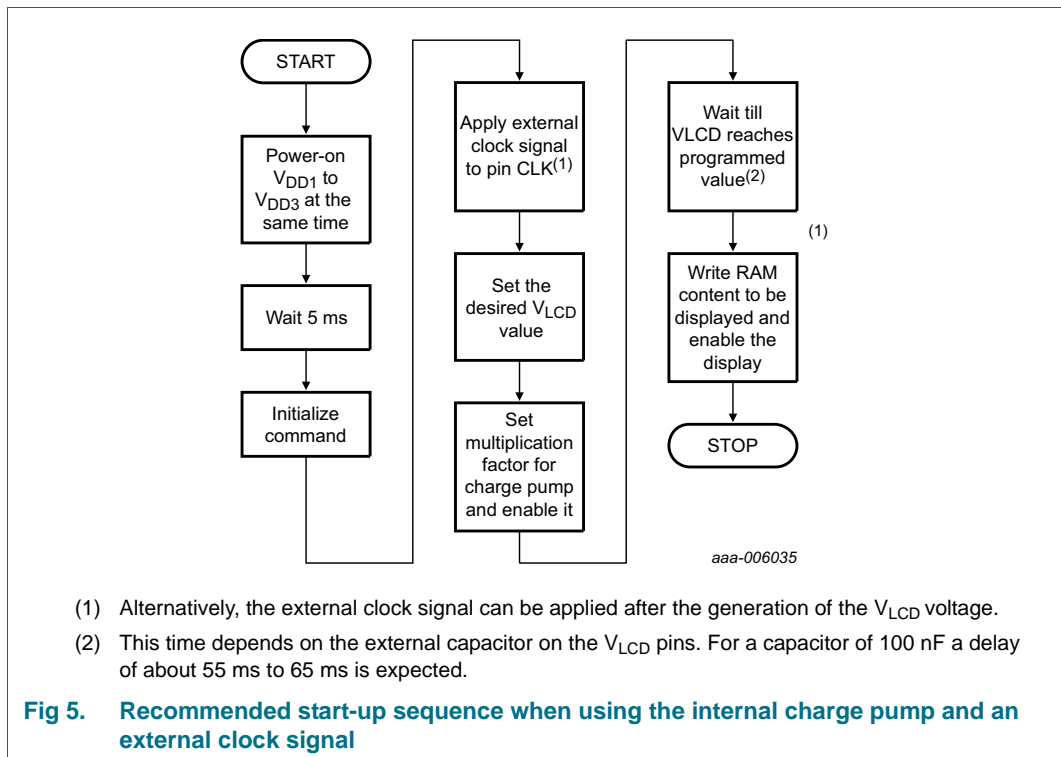 START
Power-on
VDD1 to
VDD3 at the
same time
Wait 5 ms
Initialize
command
Apply external
clock signal
to pin CLK(1)
Set the
desired VLCD
value
Set
multiplication
factor for
charge pump
and enable it
Wait till
VLCD reaches
programmed
value(2)
(1)
Write RAM
content to be
displayed and
enable the
display
STOP
aaa-006035
(1) Alternatively, the external clock signal can be applied after the generation of the VLCD voltage.
(2) This time depends on the external capacitor on the VLCD pins. For a capacitor of 100 nF a delay
of about 55 ms to 65 ms is expected.
Fig 5. Recommended start-up sequence when using the internal charge pump and an
external clock signal